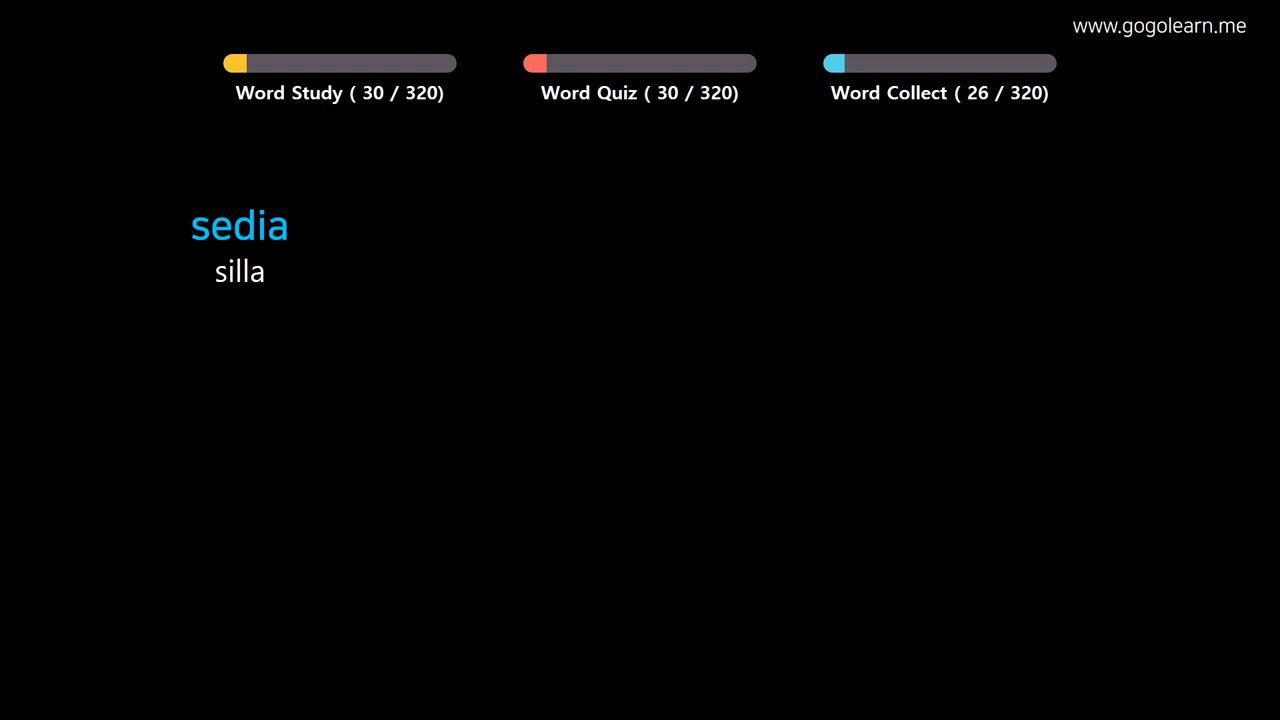 www.gogolearn.me
Word Study ( 30 / 320)
Word Quiz ( 30 / 320)
Word Collect ( 26 / 320)
sedia
silla